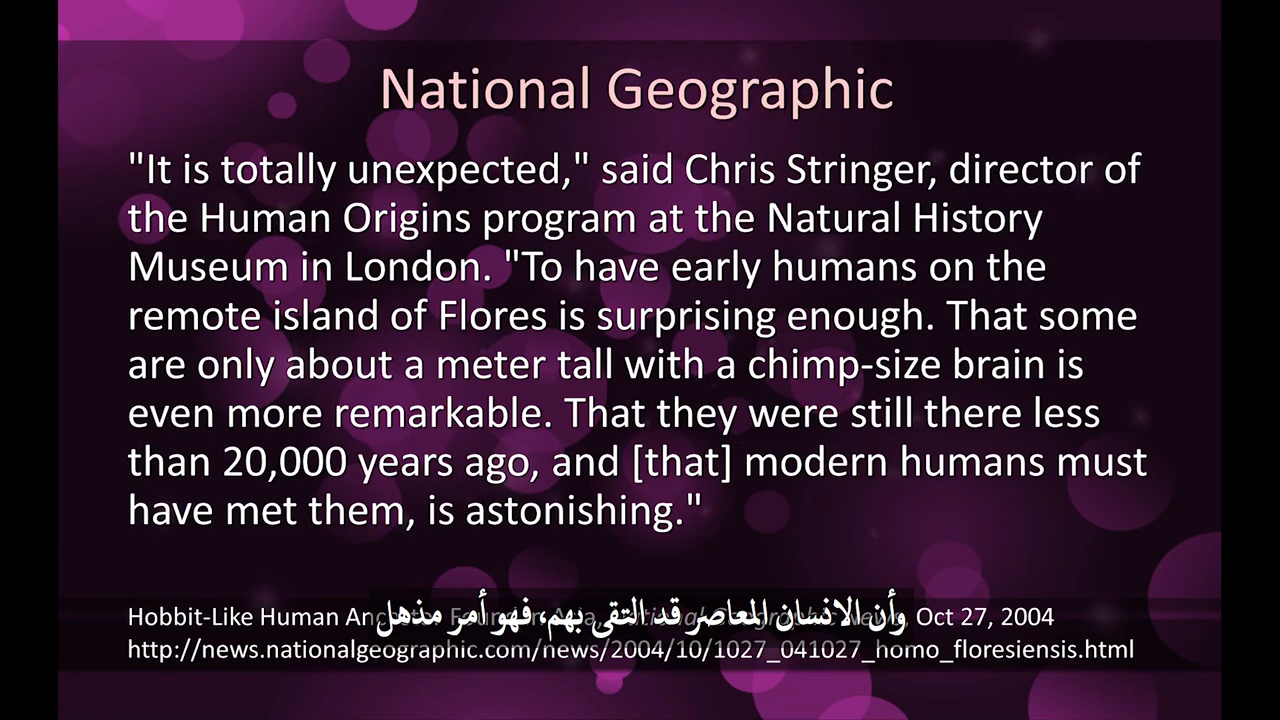 National Geographic
"It is totally unexpected," said Chris Stringer, director of
the Human Origins program at the Natural History
Museum in London. "To have early humans on the
remote island of Flores is surprising enough. That some
are only about a meter tall with a chimp-size brain is
even more remarkable. That they were still there less
than 20,000 years ago, and [that] modern humans must
have met them, is astonishing."
Hobbit-Like Human Oct 27, 2004
وأن الانسان المعاصر قد التقى بهم، فهو أمر مذهل
http://news.nationalgeographic.com/news/2004/10/1027_041027_homo_floresiensis.html